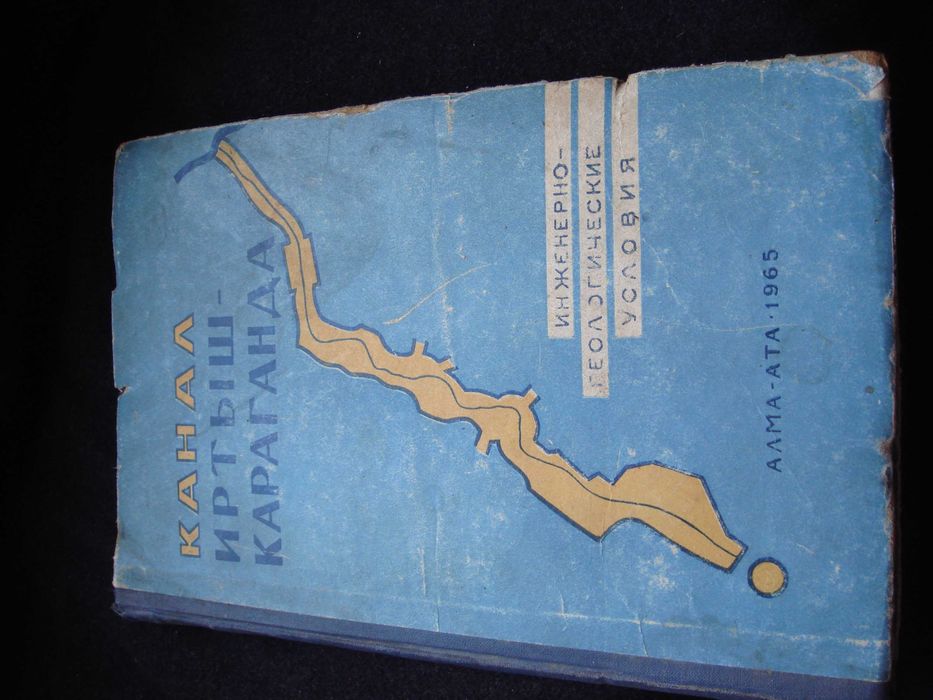 КАНАЛ
ИРТЫШ-
КАРАГАНДА
ИНЖЕНЕРНО-
ГЕОЛОГИЧЕСКИЕ
УСЛОВИЯ
АЛМА-АТА·1965